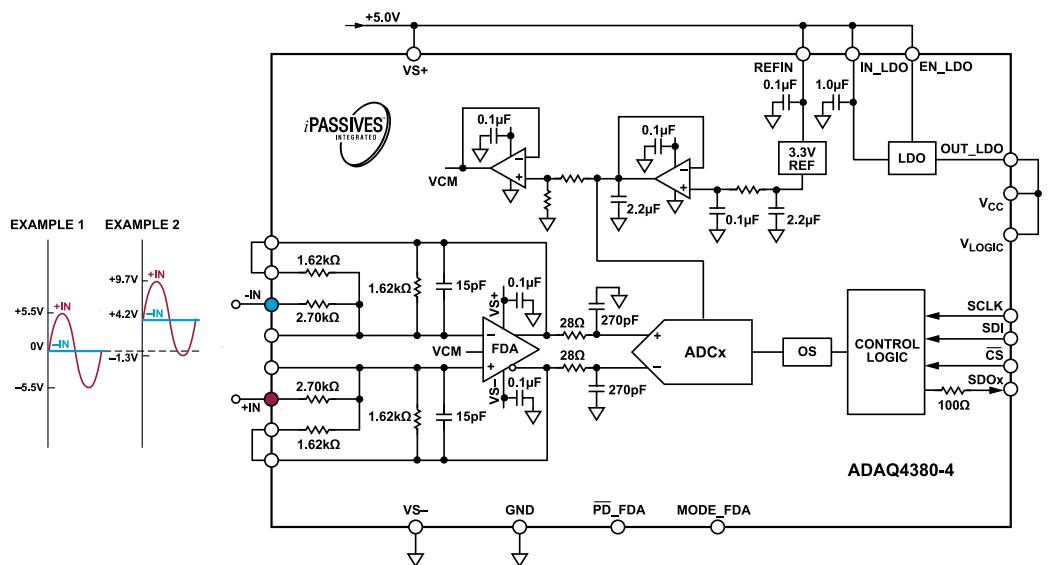 +5.0V
VS+
REFIN
IN_LDO
EN_LDO
0.1µF
1.0µF
iPASSIVES™
INTEGRATED
0.1µF
0.1µF
3.3V
REF
LDO
OUT_LDO
VCM
2.2µF
0.1µF
2.2µF
VCC
VLOGIC
EXAMPLE 1
EXAMPLE 2
+IN
+9.7V
+5.5V
+IN
+4.2V
–IN
–IN
0V
–1.3V
–5.5V
1.62kΩ
-IN
2.70kΩ
1.62kΩ
15pF
VS+
0.1µF
270pF
28Ω
VCM
FDA
28Ω
+IN
2.70kΩ
1.62kΩ
1.62kΩ
15pF
VS–
0.1µF
270pF
ADCx
OS
CONTROL
LOGIC
SCLK
SDI
CS
SDOx
100Ω
ADAQ4380-4
VS–
GND
PD_FDA
MODE_FDA